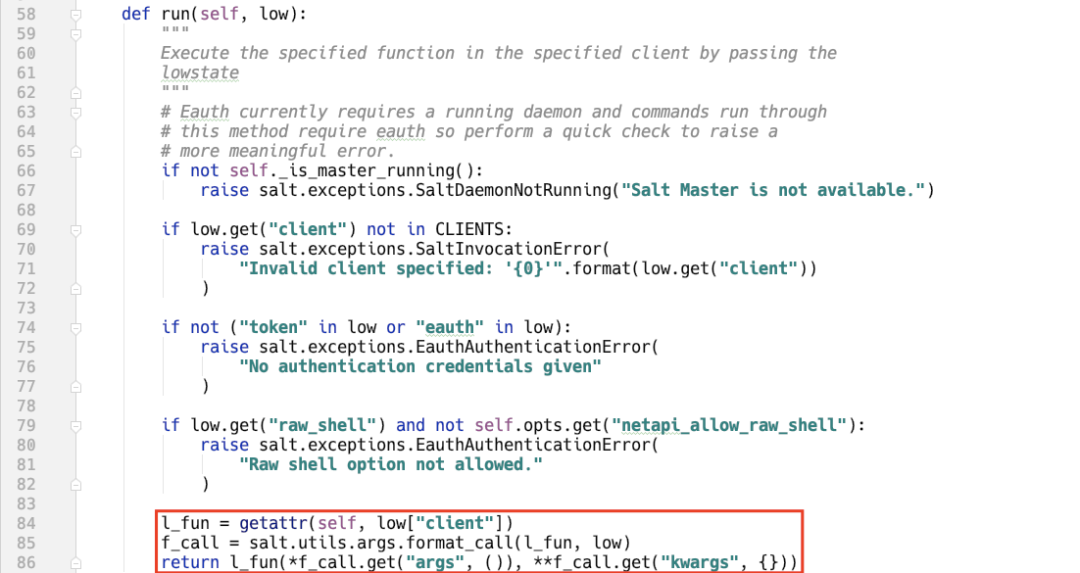 58 def run(self, low):
59 """
60 Execute the specified function in the specified client by passing the
61 lowstate
62 """
63 # Eauth currently requires a running daemon and commands run through
64 # this method require eauth so perform a quick check to raise a
65 # more meaningful error.
66 if not self._is_master_running():
67 raise salt.exceptions.SaltDaemonNotRunning("Salt Master is not available.")
68
69 if low.get("client") not in CLIENTS:
70 raise salt.exceptions.SaltInvocationError(
71 "Invalid client specified: '{0}'".format(low.get("client"))
72 )
73
74 if not ("token" in low or "eauth" in low):
75 raise salt.exceptions.EauthAuthenticationError(
76 "No authentication credentials given"
77 )
78
79 if low.get("raw_shell") and not self.opts.get("netapi_allow_raw_shell"):
80 raise salt.exceptions.EauthAuthenticationError(
81 "Raw shell option not allowed."
82 )
83
84 l_fun = getattr(self, low["client"])
85 f_call = salt.utils.args.format_call(l_fun, low)
86 return l_fun(*f_call.get("args", ()), **f_call.get("kwargs", {}))